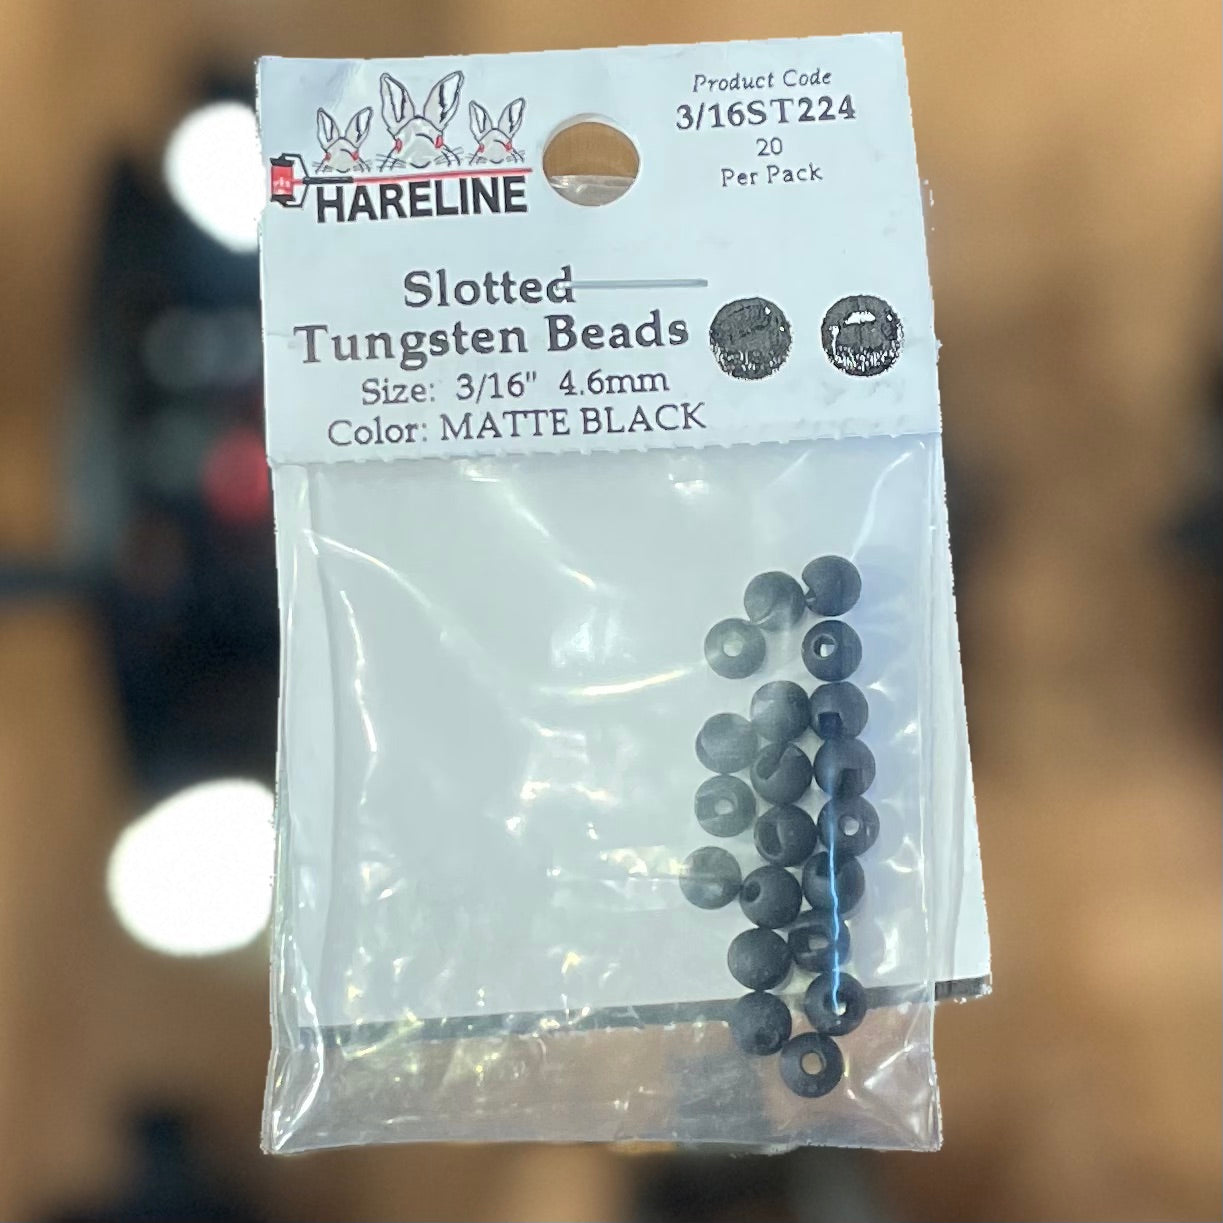 HARELINE
Product Code
3/16ST224
20
Per Pack
Slotted
Tungsten Beads
Size: 3/16" 4.6mm
Color: MATTE BLACK